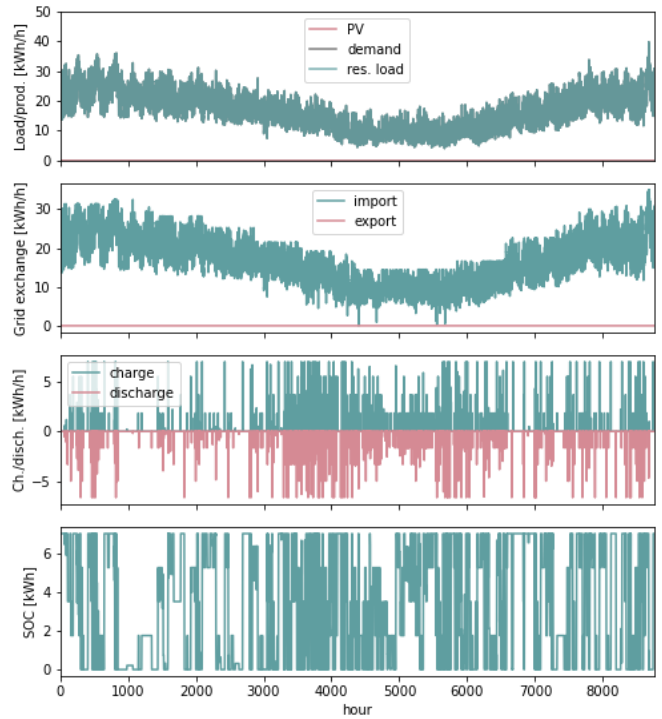 50
40
30
20
10
0
Load/prod. [kWh/h]
PV
demand
res. load
30
20
10
0
Grid exchange [kWh/h]
import
export
5
0
−5
Ch./disch. [kWh/h]
charge
discharge
6
4
2
0
SOC [kWh]
0 1000 2000 3000 4000 5000 6000 7000 8000
hour